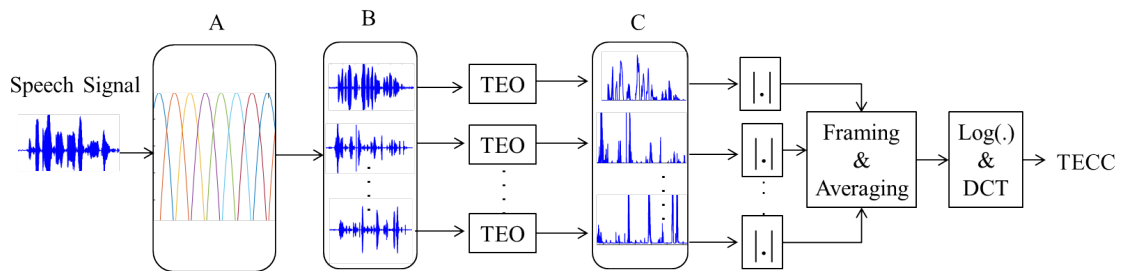 A
B
C
Speech Signal
TEO
TEO
TEO
|.|
|.|
|.|
Framing
&
Averaging
Log(.)
&
DCT
TECC